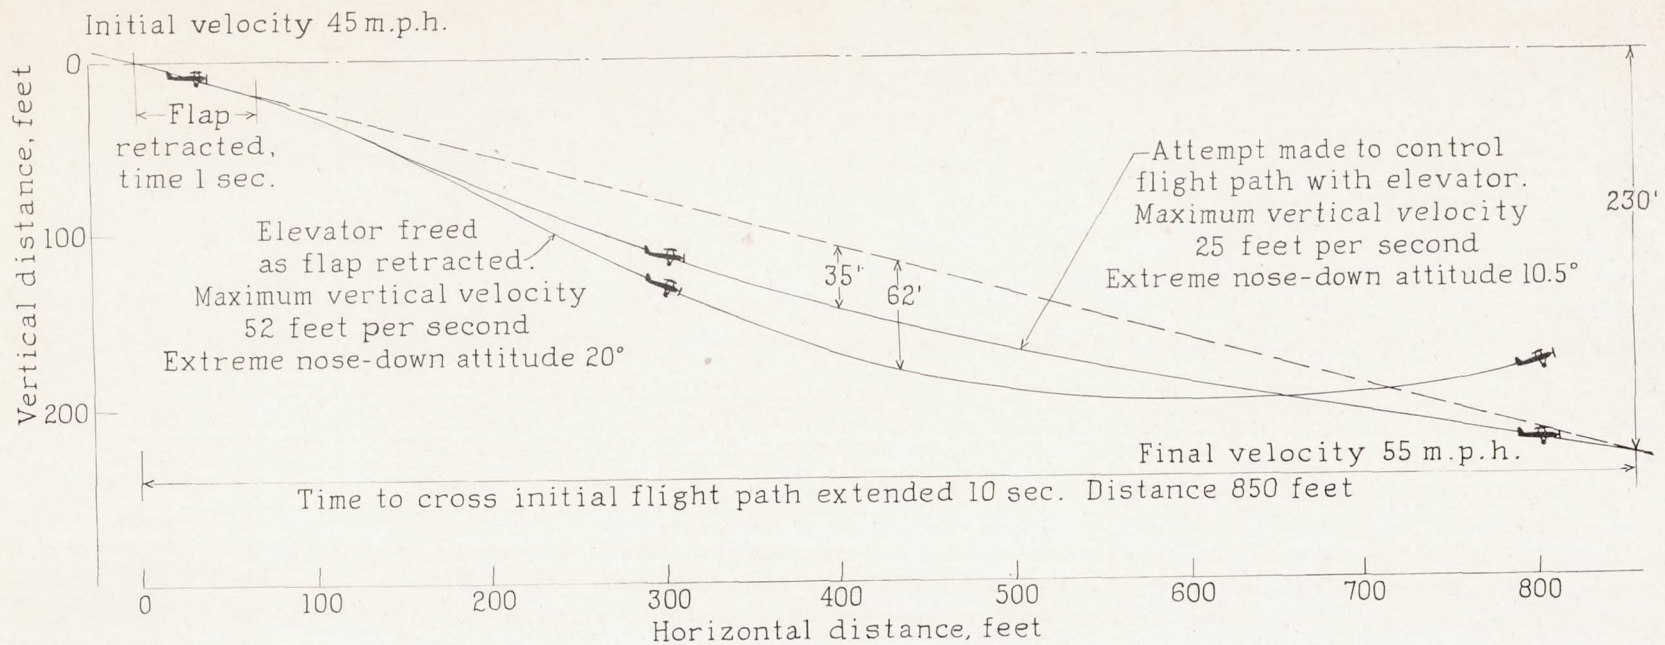 Initial velocity 45 m.p.h.
0
Flap
retracted,
time 1 sec.
Attempt made to control
flight path with elevator.
Maximum vertical velocity
25 feet per second
Extreme nose-down attitude 10.5°
230'
Vertical distance, feet
100
Elevator freed
as flap retracted.
Maximum vertical velocity
52 feet per second
Extreme nose-down attitude 20°
35'
62'
200
Final velocity 55 m.p.h.
Time to cross initial flight path extended 10 sec. Distance 850 feet
0 100 200 300 400 500 600 700 800
Horizontal distance, feet